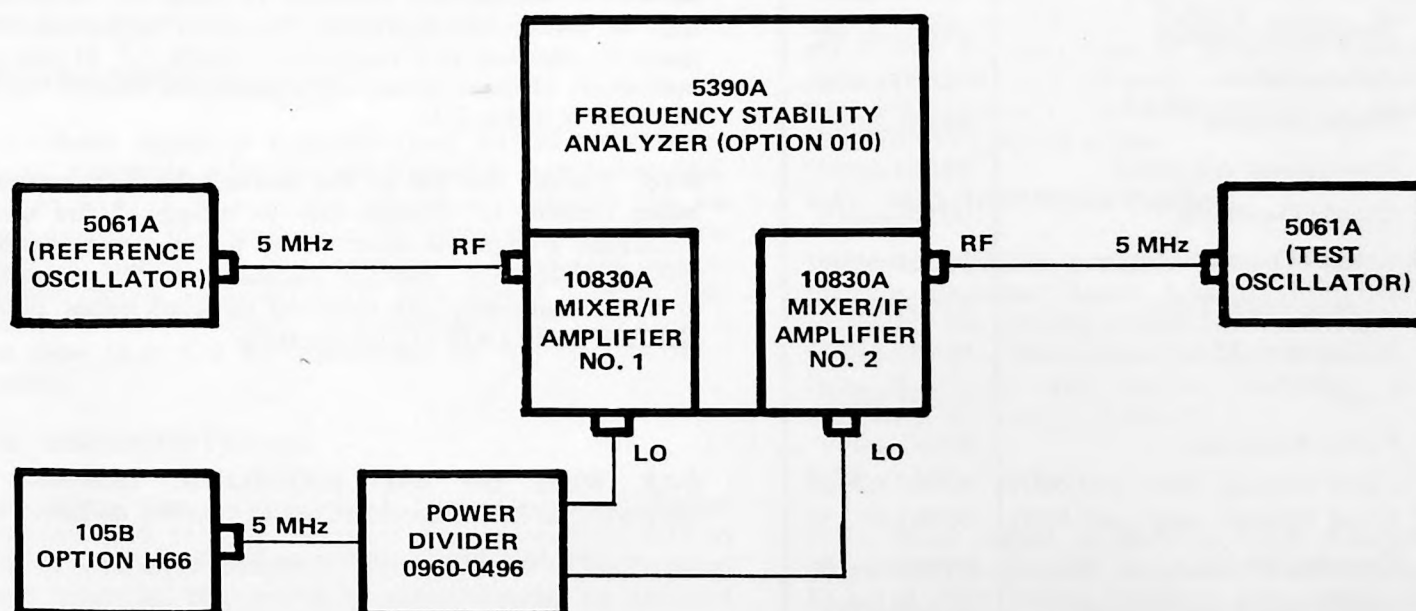 5390A
FREQUENCY STABILITY
ANALYZER (OPTION 010)
5061A
(REFERENCE
OSCILLATOR)
5 MHz
RF
10830A
MIXER/IF
AMPLIFIER
NO. 1
10830A
MIXER/IF
AMPLIFIER
NO. 2
RF
5 MHz
5061A
(TEST
OSCILLATOR)
LO
LO
105B
OPTION H66
5 MHz
POWER
DIVIDER
0960-0496